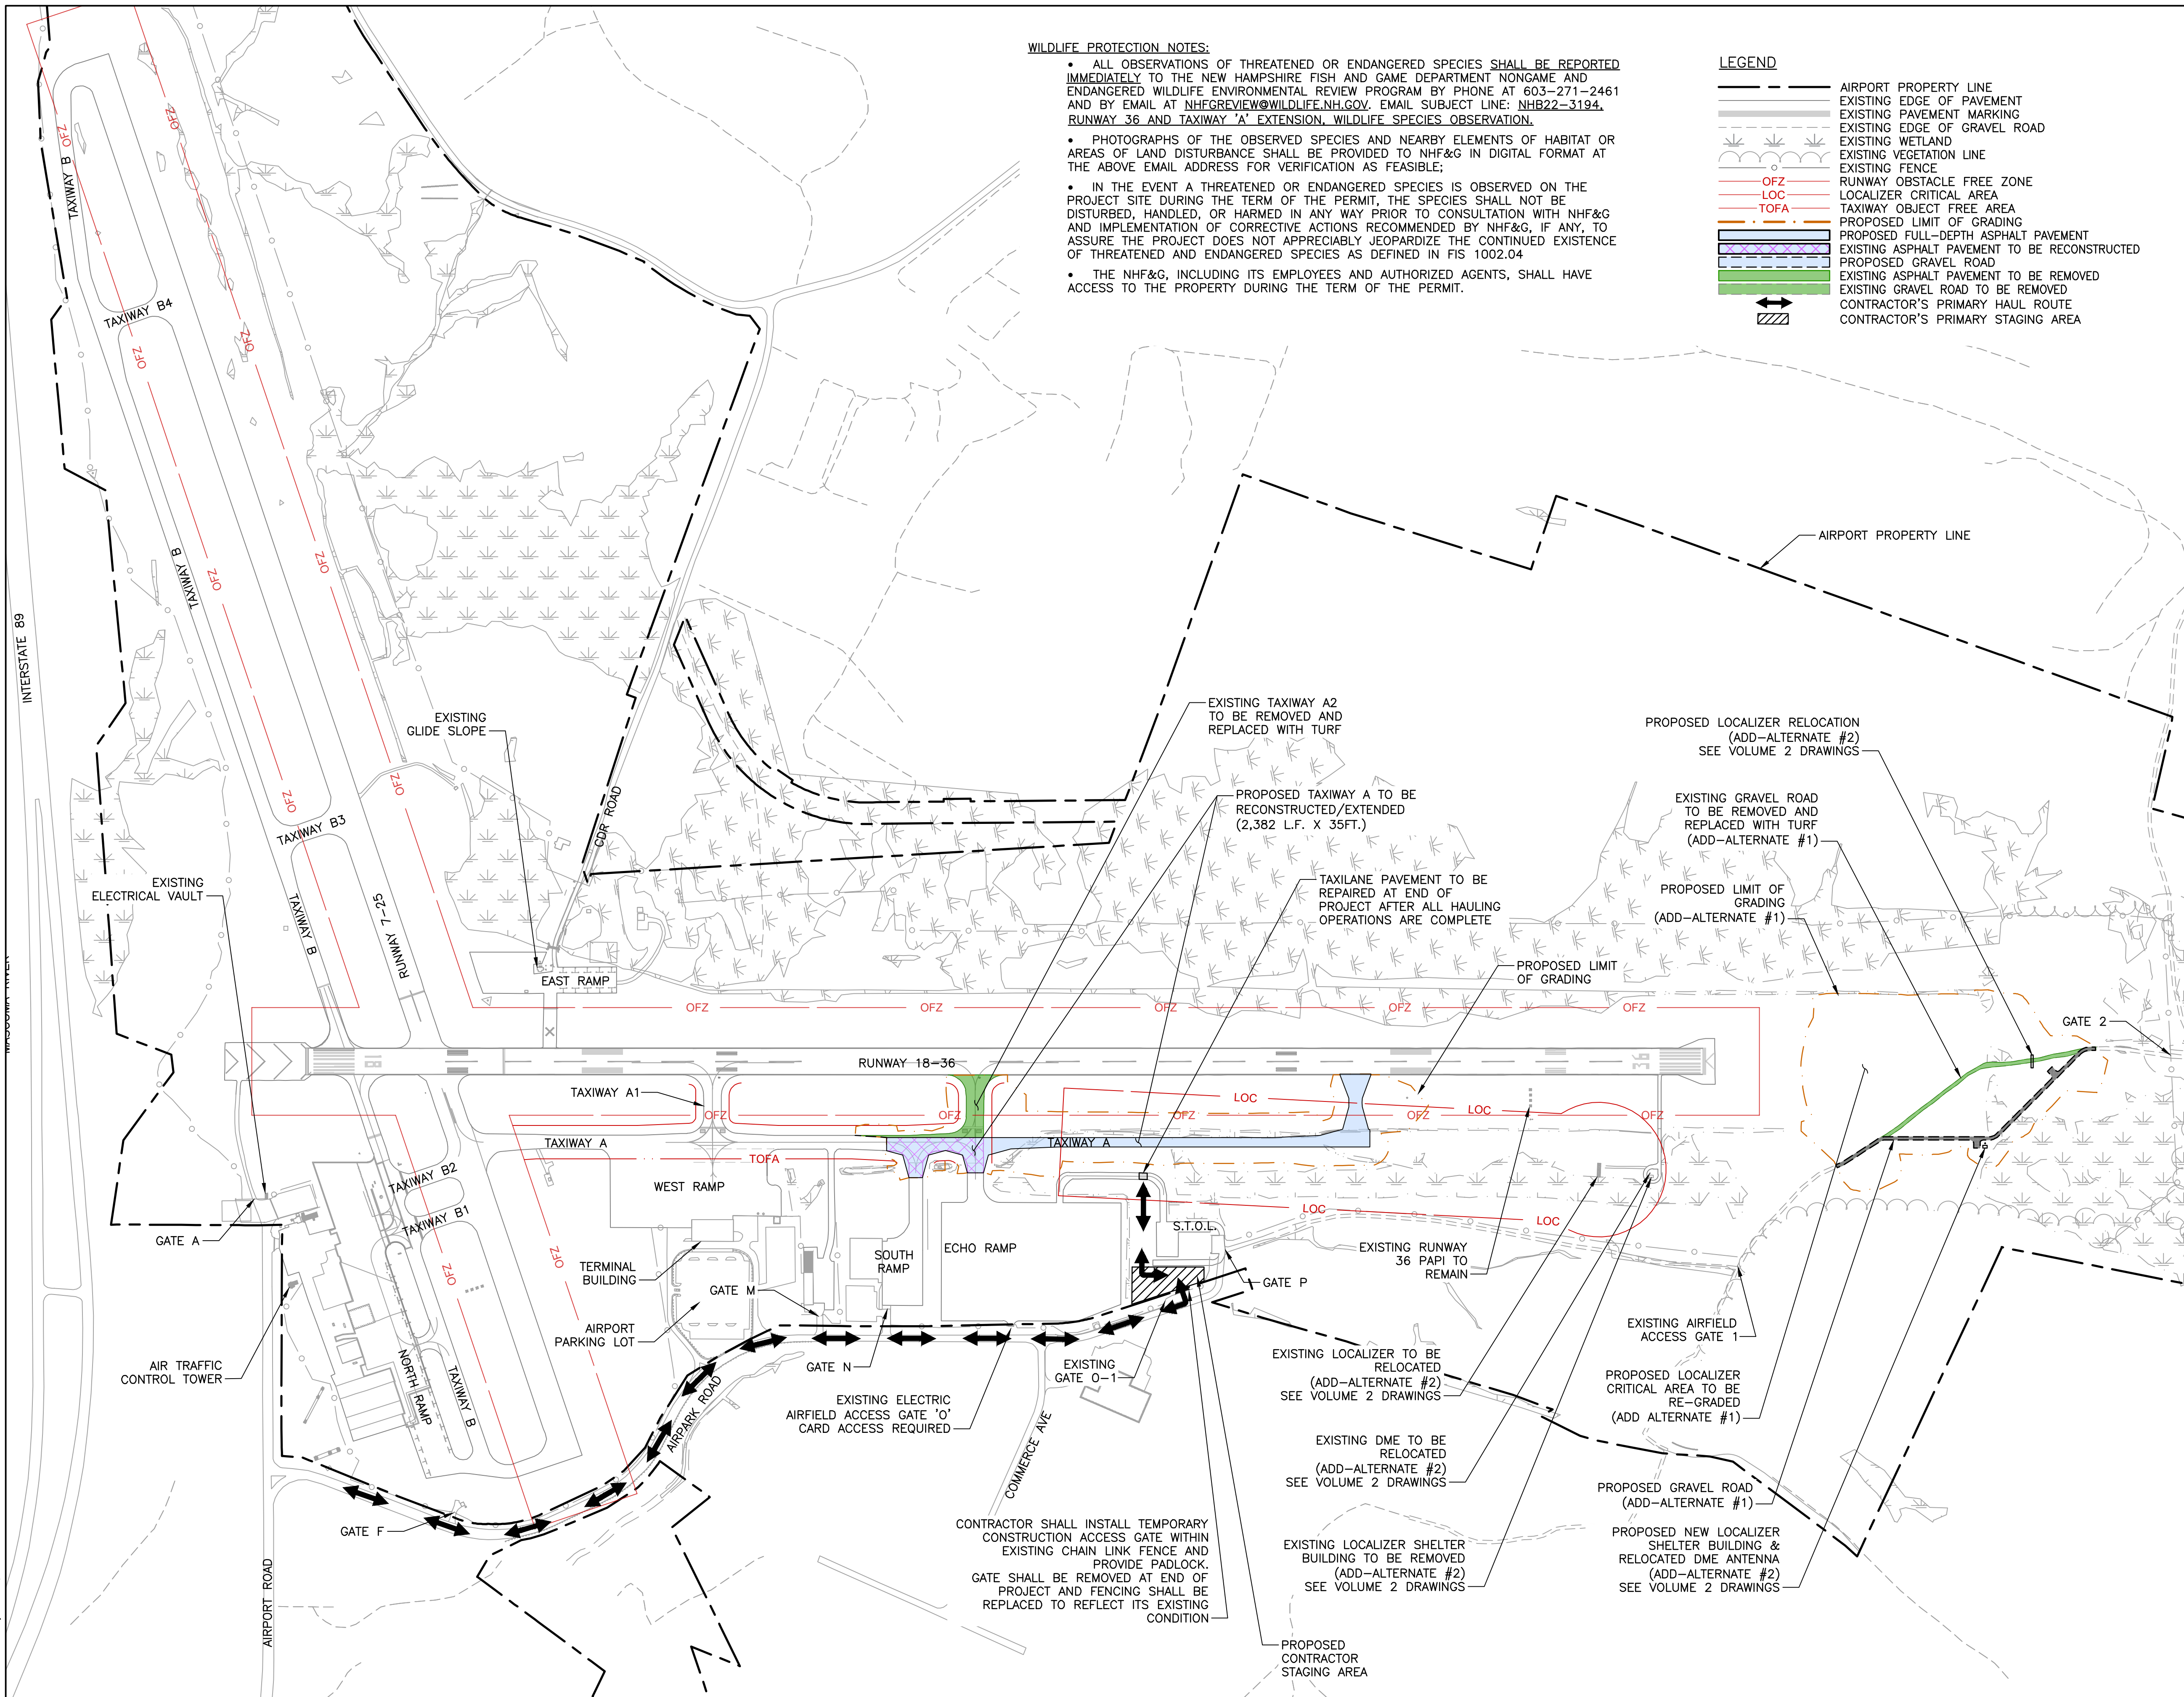 WILDLIFE PROTECTION NOTES:
• ALL OBSERVATIONS OF THREATENED OR ENDANGERED SPECIES SHALL BE REPORTED
IMMEDIATELY TO THE NEW HAMPSHIRE FISH AND GAME DEPARTMENT NONGAME AND
ENDANGERED WILDLIFE ENVIRONMENTAL REVIEW PROGRAM BY PHONE AT 603-271-2461
AND BY EMAIL AT NHFGREVIEW@WILDLIFE.NH.GOV. EMAIL SUBJECT LINE: NHB22-3194,
RUNWAY 36 AND TAXIWAY 'A' EXTENSION, WILDLIFE SPECIES OBSERVATION.
• PHOTOGRAPHS OF THE OBSERVED SPECIES AND NEARBY ELEMENTS OF HABITAT OR
AREAS OF LAND DISTURBANCE SHALL BE PROVIDED TO NHF&G IN DIGITAL FORMAT AT
THE ABOVE EMAIL ADDRESS FOR VERIFICATION AS FEASIBLE;
• IN THE EVENT A THREATENED OR ENDANGERED SPECIES IS OBSERVED ON THE
PROJECT SITE DURING THE TERM OF THE PERMIT, THE SPECIES SHALL NOT BE
DISTURBED, HANDLED, OR HARMED IN ANY WAY PRIOR TO CONSULTATION WITH NHF&G
AND IMPLEMENTATION OF CORRECTIVE ACTIONS RECOMMENDED BY NHF&G, IF ANY, TO
ASSURE THE PROJECT DOES NOT APPRECIABLY JEOPARDIZE THE CONTINUED EXISTENCE
OF THREATENED AND ENDANGERED SPECIES AS DEFINED IN FIS 1002.04
• THE NHF&G, INCLUDING ITS EMPLOYEES AND AUTHORIZED AGENTS, SHALL HAVE
ACCESS TO THE PROPERTY DURING THE TERM OF THE PERMIT.
LEGEND
AIRPORT PROPERTY LINE
EXISTING EDGE OF PAVEMENT
EXISTING PAVEMENT MARKING
EXISTING EDGE OF GRAVEL ROAD
EXISTING WETLAND
EXISTING VEGETATION LINE
EXISTING FENCE
OFZ RUNWAY OBSTACLE FREE ZONE
LOC LOCALIZER CRITICAL AREA
TOFA TAXIWAY OBJECT FREE AREA
PROPOSED LIMIT OF GRADING
PROPOSED FULL-DEPTH ASPHALT PAVEMENT
EXISTING ASPHALT PAVEMENT TO BE RECONSTRUCTED
PROPOSED GRAVEL ROAD
EXISTING ASPHALT PAVEMENT TO BE REMOVED
EXISTING GRAVEL ROAD TO BE REMOVED
CONTRACTOR'S PRIMARY HAUL ROUTE
CONTRACTOR'S PRIMARY STAGING AREA
OFZ
OFZ
TAXIWAY B
OFZ
TAXIWAY B4
OFZ
OFZ
OFZ
TAXIWAY B
OFZ
AIRPORT PROPERTY LINE
INTERSTATE 89
EXISTING
GLIDE SLOPE
OFZ
OFZ
TAXIWAY B3
CDR ROAD
EXISTING TAXIWAY A2
TO BE REMOVED AND
REPLACED WITH TURF
PROPOSED LOCALIZER RELOCATION
(ADD-ALTERNATE #2)
SEE VOLUME 2 DRAWINGS
PROPOSED TAXIWAY A TO BE
RECONSTRUCTED/EXTENDED
(2,382 L.F. X 35FT.)
EXISTING GRAVEL ROAD
TO BE REMOVED AND
REPLACED WITH TURF
(ADD-ALTERNATE #1)
EXISTING
ELECTRICAL VAULT
TAXIWAY B
RUNWAY 7-25
TAXILANE PAVEMENT TO BE
REPAIRED AT END OF
PROJECT AFTER ALL HAULING
OPERATIONS ARE COMPLETE
PROPOSED LIMIT OF
GRADING
(ADD-ALTERNATE #1)
EAST RAMP
PROPOSED LIMIT
OF GRADING
OFZ
OFZ
OFZ
OFZ
OFZ
GATE 2
18
RUNWAY 18-36
36
TAXIWAY A1
OFZ
OFZ
OFZ
OFZ
OFZ
LOC
LOC
TAXIWAY A
TAXIWAY A
TOFA
WEST RAMP
TAXIWAY B2
TAXIWAY B1
GATE A
OFZ
OFZ
TERMINAL
BUILDING
GATE M
SOUTH
RAMP
ECHO RAMP
S.T.O.L.
LOC
LOC
GATE P
EXISTING RUNWAY
36 PAPI TO
REMAIN
AIRPORT
PARKING LOT
GATE N
EXISTING AIRFIELD
ACCESS GATE 1
AIR TRAFFIC
CONTROL TOWER
NORTH RAMP
TAXIWAY B
AIRPARK ROAD
EXISTING
GATE O-1
EXISTING ELECTRIC
AIRFIELD ACCESS GATE 'O'
CARD ACCESS REQUIRED
COMMERCE AVE
EXISTING LOCALIZER TO BE
RELOCATED
(ADD-ALTERNATE #2)
SEE VOLUME 2 DRAWINGS
PROPOSED LOCALIZER
CRITICAL AREA TO BE
RE-GRADED
(ADD ALTERNATE #1)
EXISTING DME TO BE
RELOCATED
(ADD-ALTERNATE #2)
SEE VOLUME 2 DRAWINGS
PROPOSED GRAVEL ROAD
(ADD-ALTERNATE #1)
GATE F
AIRPORT ROAD
CONTRACTOR SHALL INSTALL TEMPORARY
CONSTRUCTION ACCESS GATE WITHIN
EXISTING CHAIN LINK FENCE AND
PROVIDE PADLOCK.
GATE SHALL BE REMOVED AT END OF
PROJECT AND FENCING SHALL BE
REPLACED TO REFLECT ITS EXISTING
CONDITION
EXISTING LOCALIZER SHELTER
BUILDING TO BE REMOVED
(ADD-ALTERNATE #2)
SEE VOLUME 2 DRAWINGS
PROPOSED NEW LOCALIZER
SHELTER BUILDING &
RELOCATED DME ANTENNA
(ADD-ALTERNATE #2)
SEE VOLUME 2 DRAWINGS
PROPOSED
CONTRACTOR
STAGING AREA